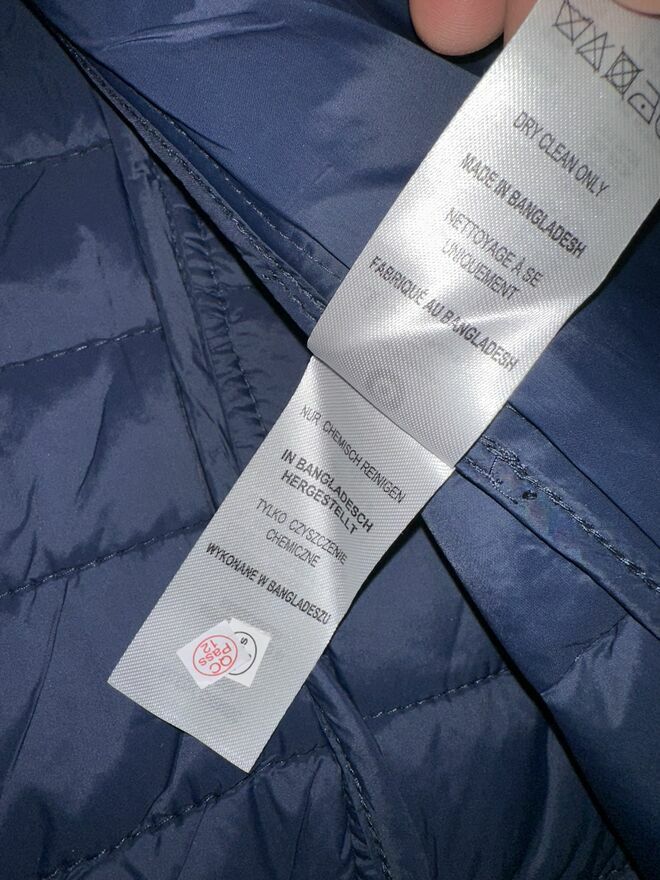 DRY CLEAN ONLY
MADE IN BANGLADESH
NETTOYAGE À SE
UNIQUEMENT
FABRIQUÉ AU BANGLADESH
NUR CHEMISCH REINIGEN
IN BANGLADESCH
HERGESTELLT
TYLKO CZYSZCZENIE
CHEMICZNE
WYKONANE W BANGLADESZU
QC
Pass
S